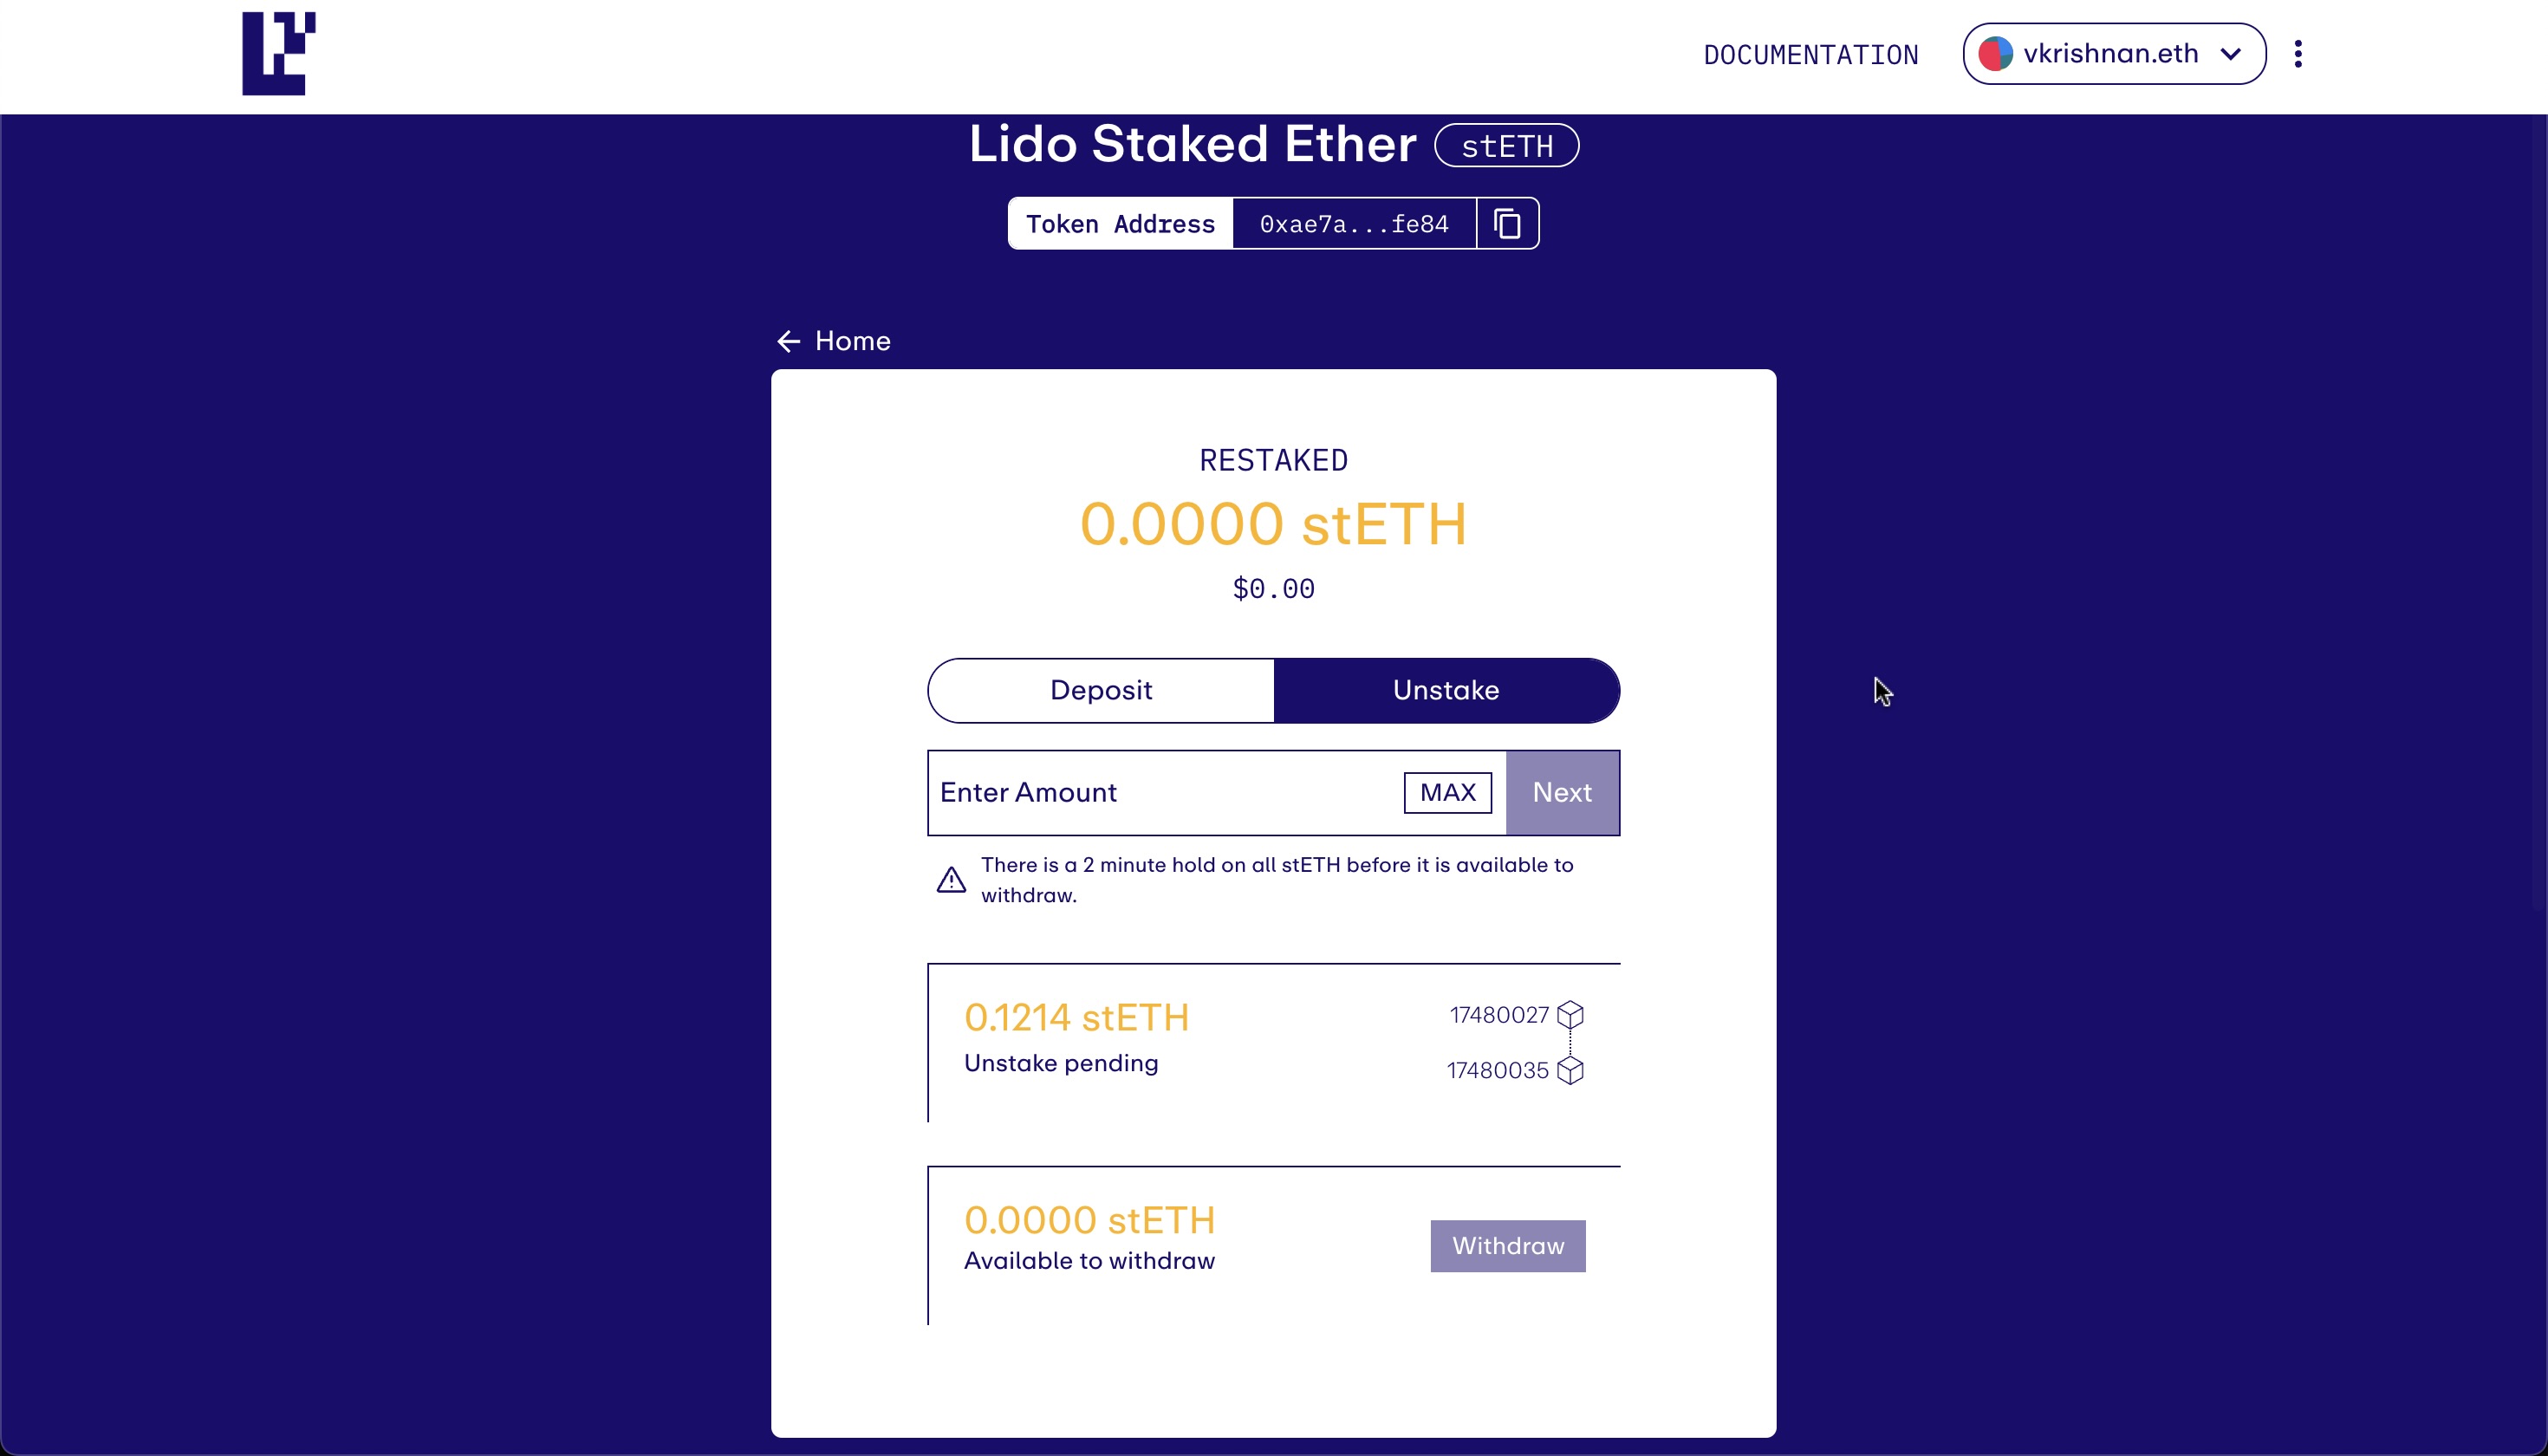 DOCUMENTATION
vkrishnan.eth
Lido Staked Ether stETH
Token Address 0xae7a...fe84
Home
RESTAKED
0.0000 stETH
$0.00
Deposit
Unstake
Enter Amount
MAX
Next
There is a 2 minute hold on all stETH before it is available to
withdraw.
0.1214 stETH
Unstake pending
17480027
17480035
0.0000 stETH
Available to withdraw
Withdraw